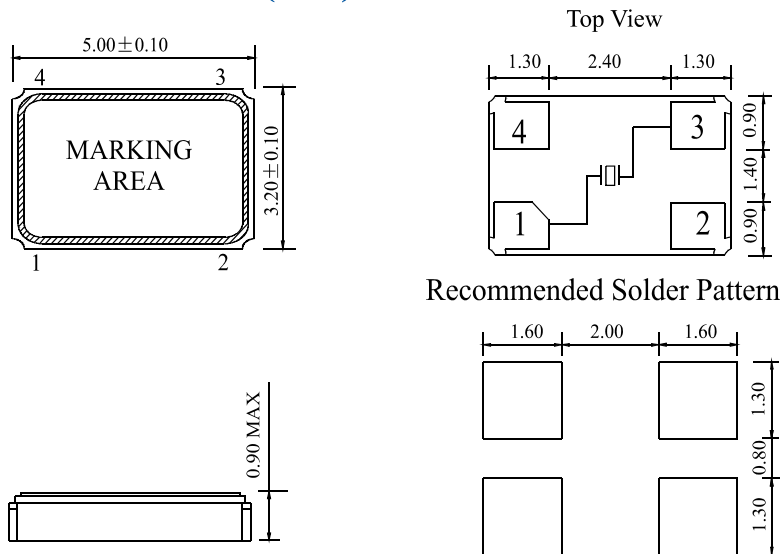 5.00±0.10
4 3
MARKING
AREA
3.20±0.10
1 2
Top View
1.30 2.40 1.30
4 3
1 2
0.90
1.40
0.90
Recommended Solder Pattern
1.60 2.00 1.60
1.30
0.80
1.30
0.90 MAX